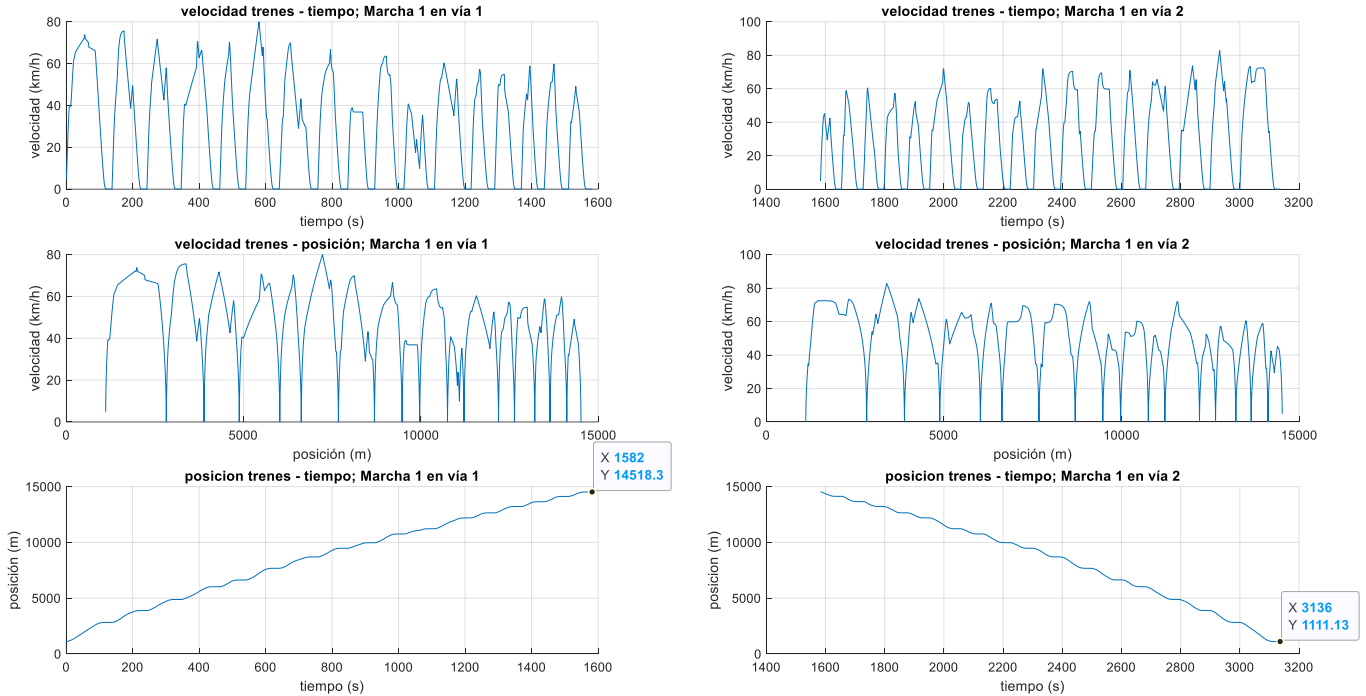 velocidad trenes - tiempo; Marcha 1 en vía 1
velocidad (km/h)
80
60
40
20
0
0 200 400 600 800 1000 1200 1400 1600
tiempo (s)
velocidad trenes - tiempo; Marcha 1 en vía 2
velocidad (km/h)
100
80
60
40
20
0
1400 1600 1800 2000 2200 2400 2600 2800 3000 3200
tiempo (s)
velocidad trenes - posición; Marcha 1 en vía 1
velocidad (km/h)
80
60
40
20
0
0 5000 10000 15000
posición (m)
velocidad trenes - posición; Marcha 1 en vía 2
velocidad (km/h)
100
80
60
40
20
0
0 5000 10000 15000
posición (m)
posicion trenes - tiempo; Marcha 1 en vía 1
X 1582
Y 14518.3
posición (m)
15000
10000
5000
0
0 200 400 600 800 1000 1200 1400 1600
tiempo (s)
posicion trenes - tiempo; Marcha 1 en vía 2
posicion (m)
15000
10000
5000
0
X 3136
Y 1111.13
1400 1600 1800 2000 2200 2400 2600 2800 3000 3200
tiempo (s)